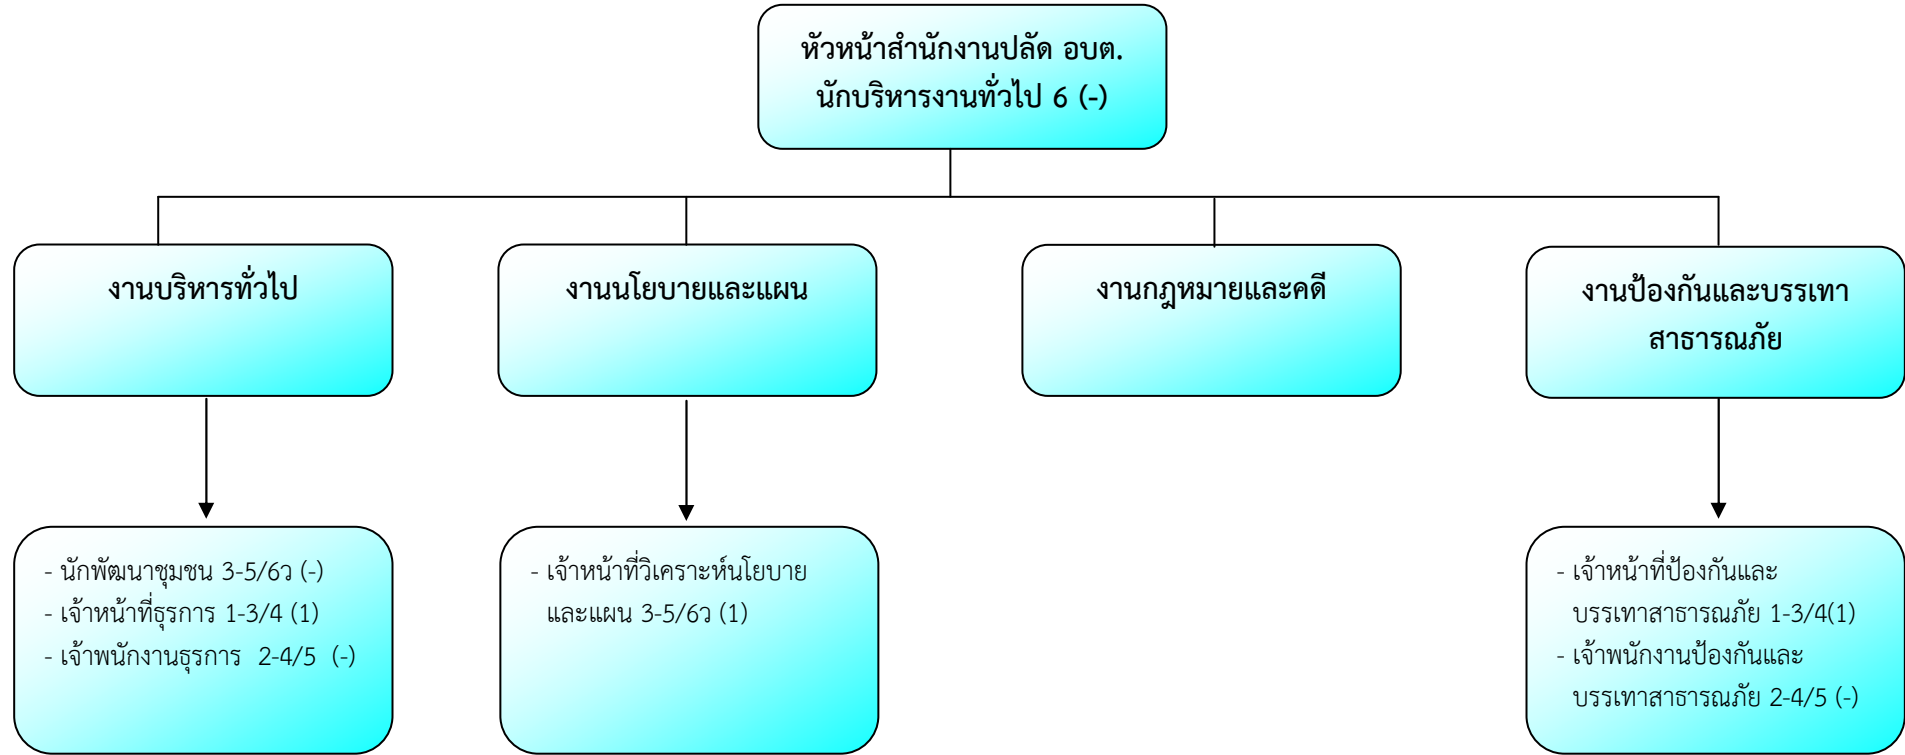 หัวหน้าสำนักงานปลัด อบต.
นักบริหารงานทั่วไป 6 (-)
งานบริหารทั่วไป
งานนโยบายและแผน
งานกฎหมายและคดี
งานป้องกันและบรรเทา
สาธารณภัย
- นักพัฒนาชุมชน 3-5/6ว (-)
- เจ้าหน้าที่ธุรการ 1-3/4 (1)
- เจ้าพนักงานธุรการ 2-4/5 (-)
- เจ้าหน้าที่วิเคราะห์นโยบาย
และแผน 3-5/6ว (1)
- เจ้าหน้าที่ป้องกันและ
บรรเทาสาธารณภัย 1-3/4(1)
- เจ้าพนักงานป้องกันและ
บรรเทาสาธารณภัย 2-4/5 (-)